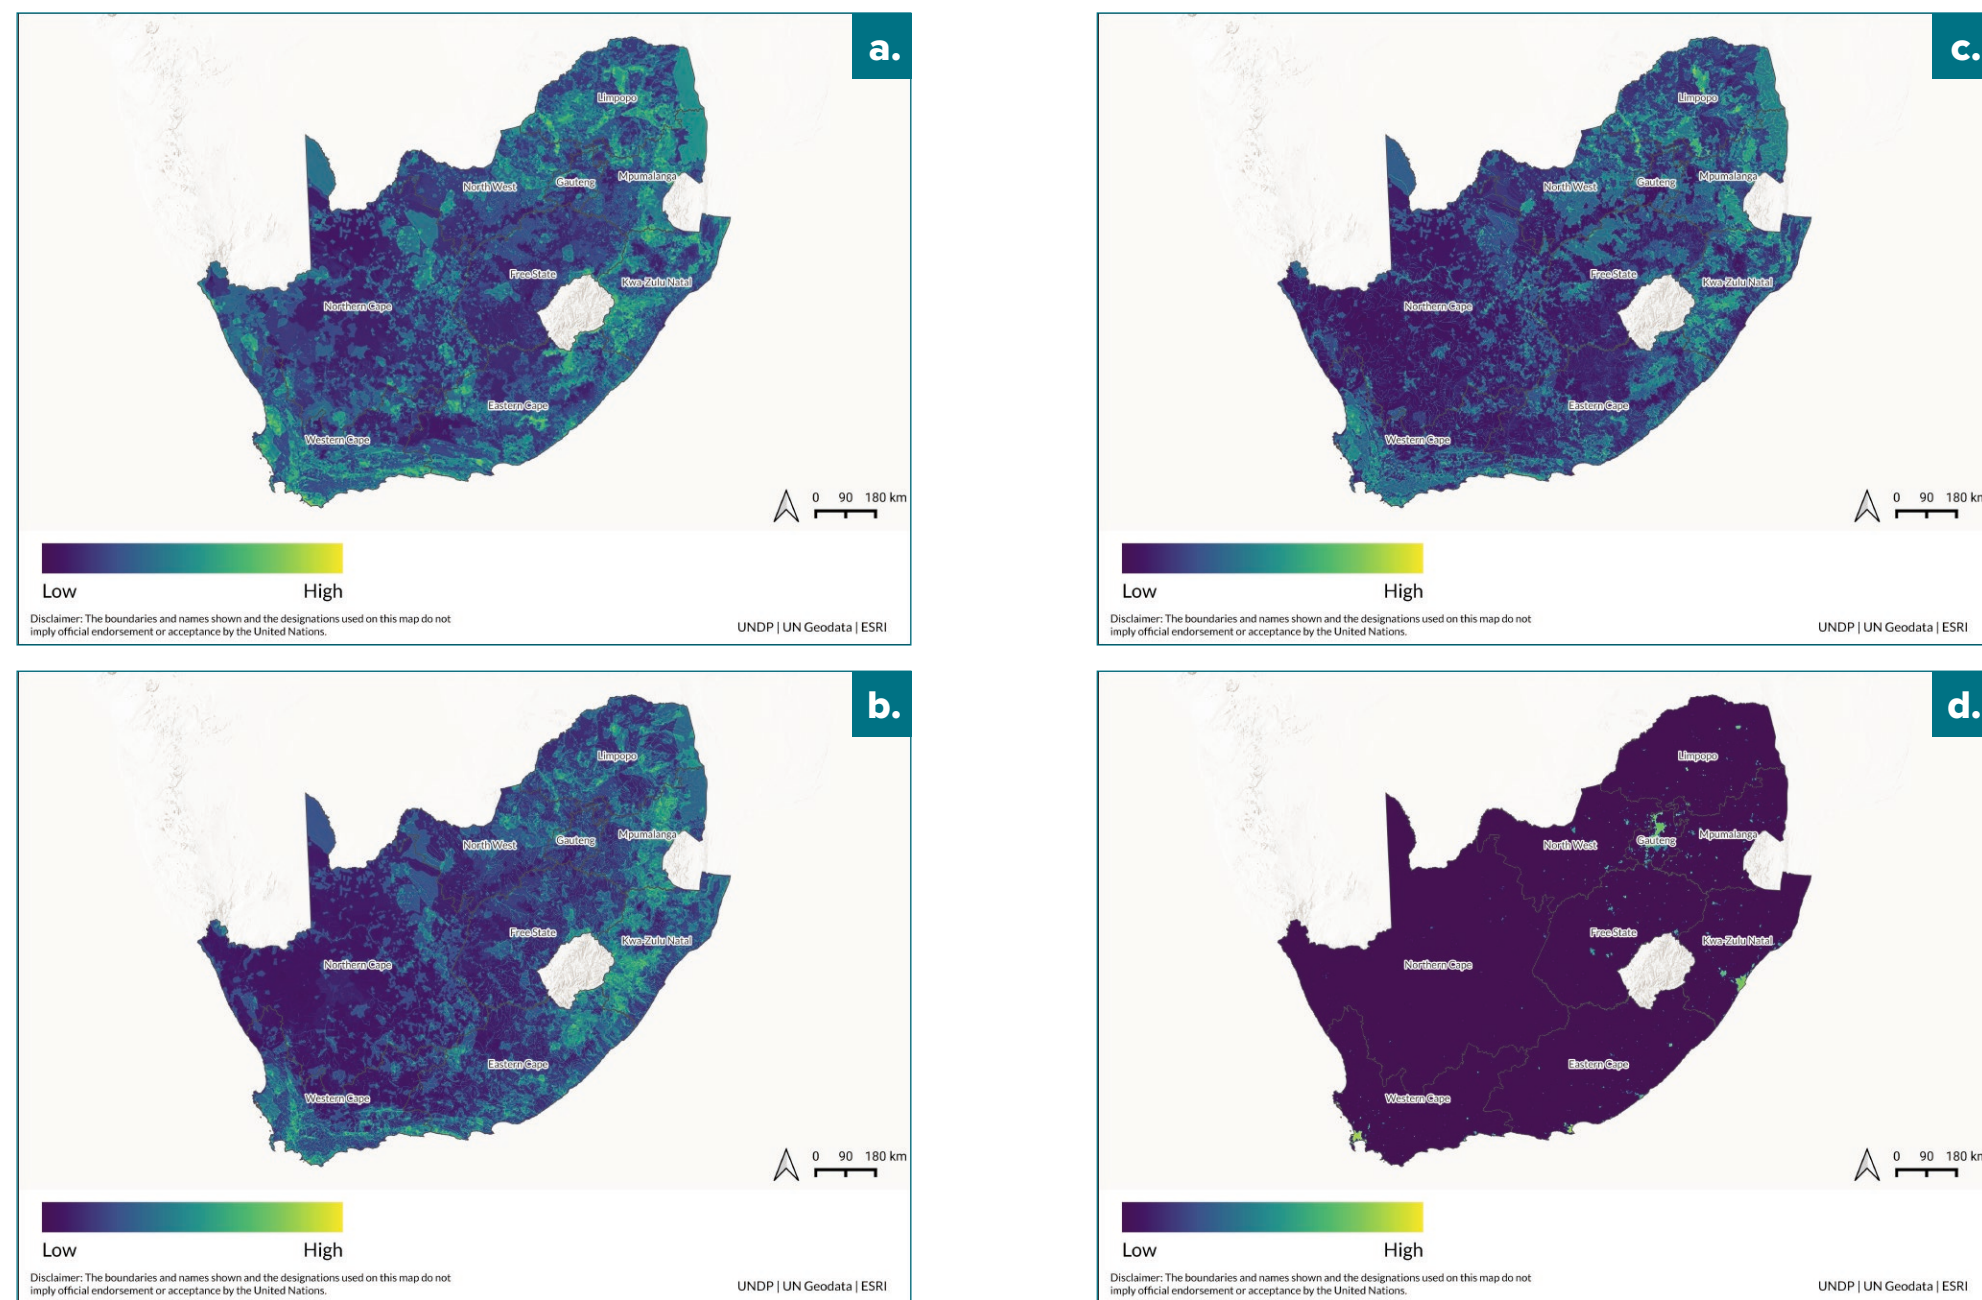 a.
Limpopo
North West
Gauteng
Mpumalanga
Free State
Kwa-Zulu Natal
Northern Cape
Eastern Cape
Western Cape
0 90 180 km
Low High
Disclaimer: The boundaries and names shown and the designations used on this map do not
imply official endorsement or acceptance by the United Nations.
UNDP | UN Geodata | ESRI
c.
Limpopo
North West
Gauteng
Mpumalanga
Free State
Kwa-Zulu Natal
Northern Cape
Eastern Cape
Western Cape
0 90 180 km
Low High
Disclaimer: The boundaries and names shown and the designations used on this map do not
imply official endorsement or acceptance by the United Nations.
UNDP | UN Geodata | ESRI
b.
Limpopo
North West
Gauteng
Mpumalanga
Free State
Kwa-Zulu Natal
Northern Cape
Eastern Cape
Western Cape
0 90 180 km
Low High
Disclaimer: The boundaries and names shown and the designations used on this map do not
imply official endorsement or acceptance by the United Nations.
UNDP | UN Geodata | ESRI
d.
Limpopo
North West
Gauteng
Mpumalanga
Free State
Kwa-Zulu Natal
Northern Cape
Eastern Cape
Western Cape
0 90 180 km
Low High
Disclaimer: The boundaries and names shown and the designations used on this map do not
imply official endorsement or acceptance by the United Nations.
UNDP | UN Geodata | ESRI